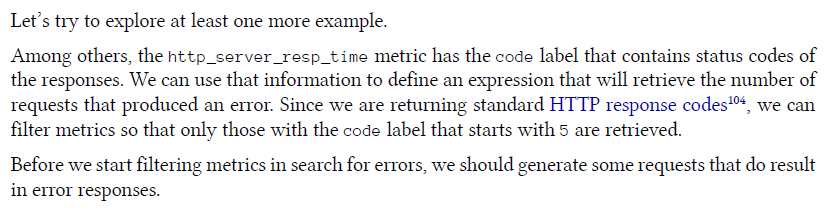 Let’s try to explore at least one more example.
Among others, the http_server_resp_time metric has the code label that contains status codes of
the responses. We can use that information to define an expression that will retrieve the number of
requests that produced an error. Since we are returning standard HTTP response codes¹⁰⁴, we can
filter metrics so that only those with the code label that starts with 5 are retrieved.
Before we start filtering metrics in search for errors, we should generate some requests that do result
in error responses.